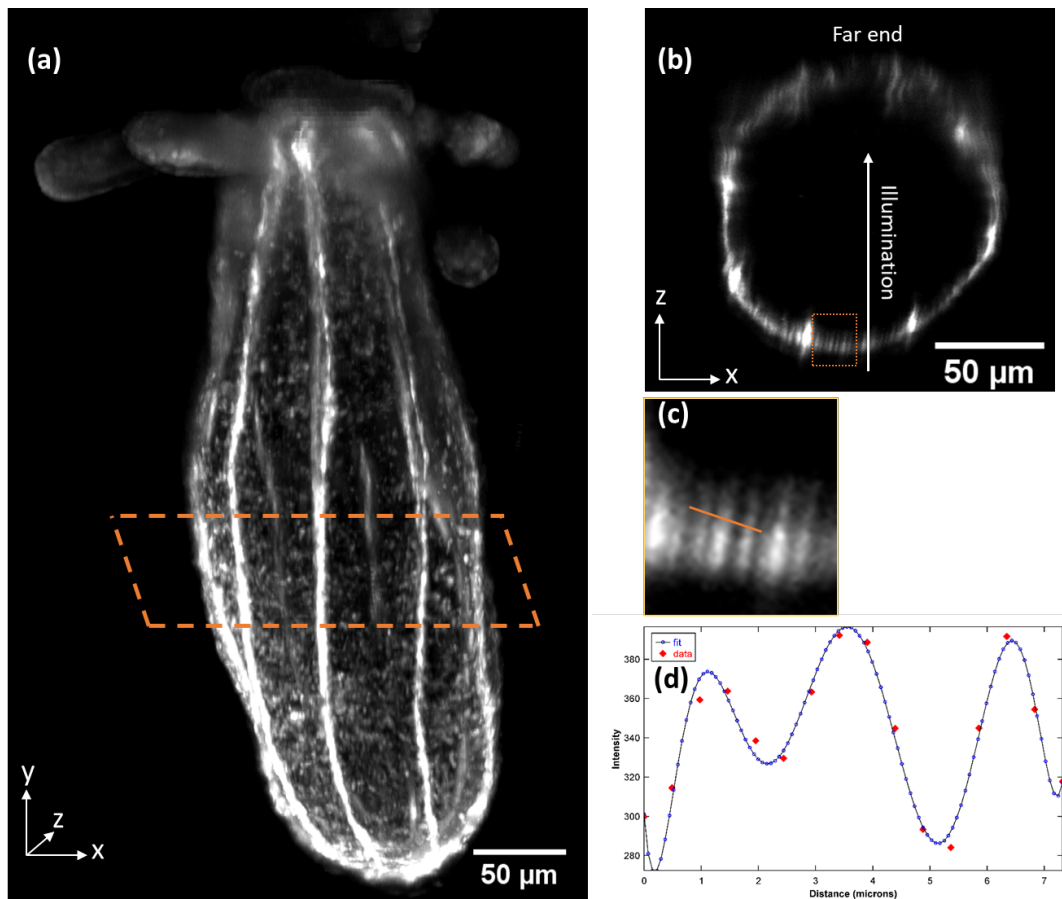 (a)
y
z
x
50 µm
(b)
Far end
Illumination
z
x
50 µm
(c)
(d)
fit
data
Intensity
380
360
340
320
300
280
0 1 2 3 4 5 6 7
Distance (microns)